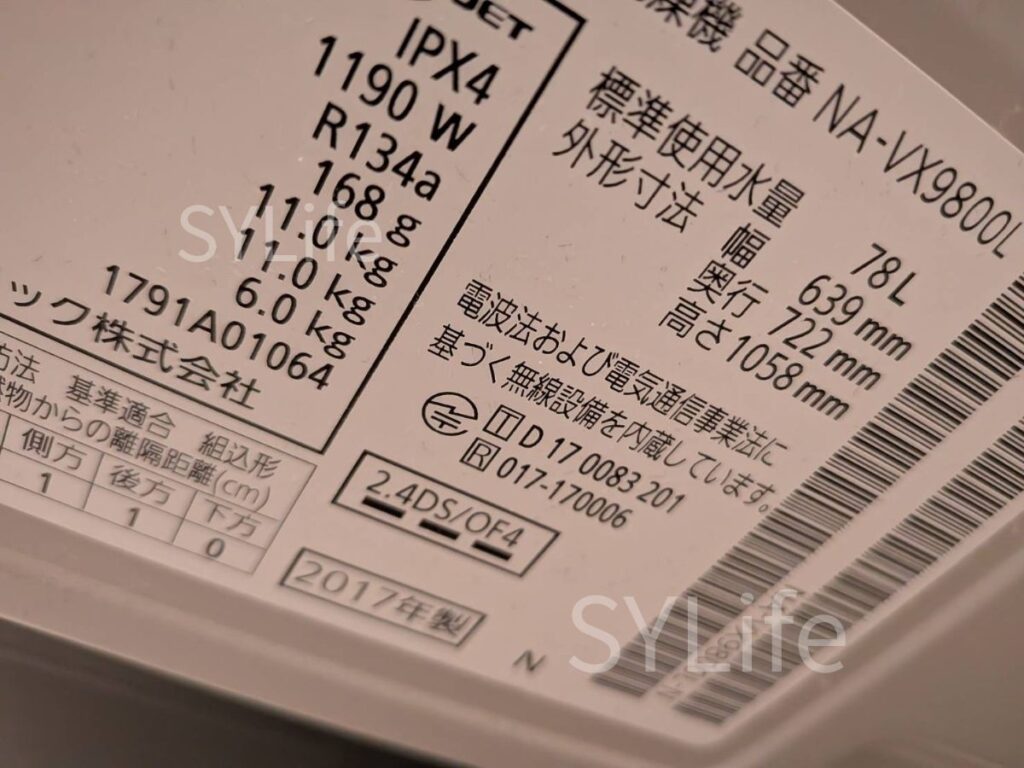 燥機 品番 NA-VX9800L
JET
IPX4
1190 W
R134a
168 g
11.0 kg
11.0 kg
6.0 kg
1791A01064
ック株式会社
標準使用水量 78L
外形寸法 幅 639 mm
奥行 722 mm
高さ 1058 mm
電波法および電気通信事業法に
基づく無線設備を内蔵しています。
T D 17 0083 201
R 017-170006
2.4DS/OF4
方法 基準適合 組込形
物からの離隔距離(cm)
側方 後方 下方
1 1 0
2017年製
N
SYLife
SYLife